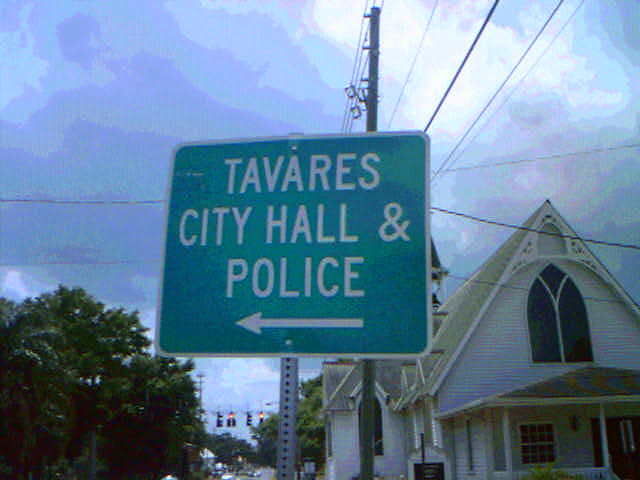 TAVARES
CITY HALL &
POLICE